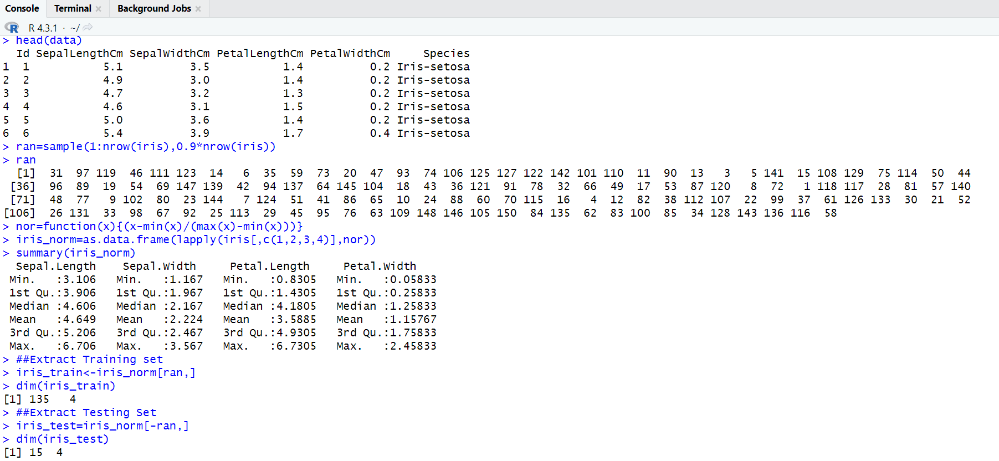 Console Terminal × Background Jobs ×
R R 4.3.1 · ~/
> head(data)
  Id SepalLengthCm SepalWidthCm PetalLengthCm PetalWidthCm     Species
1  1           5.1          3.5           1.4          0.2 Iris-setosa
2  2           4.9          3.0           1.4          0.2 Iris-setosa
3  3           4.7          3.2           1.3          0.2 Iris-setosa
4  4           4.6          3.1           1.5          0.2 Iris-setosa
5  5           5.0          3.6           1.4          0.2 Iris-setosa
6  6           5.4          3.9           1.7          0.4 Iris-setosa
> ran=sample(1:nrow(iris),0.9*nrow(iris))
> ran
  [1]  31  97 119  46 111 123  14   6  35  59  73  20  47  93  74 106 125 127 122 142 101 110  11  90  13   3   5 141  15 108 129  75 114  50  44
 [36]  96  89  19  54  69 147 139  42  94 137  64 145 104  18  43  36 121  91  78  32  66  49  17  53  87 120   8  72   1 118 117  28  81  57 140
 [71]  48  77   9 102  80  23 144   7 124  51  41  86  65  10  24  88  60  70 115  16   4  12  82  38 112 107  22  99  37  61 126 133  30  21  52
[106]  26 131  33  98  67  92  25 113  29  45  95  76  63 109 148 146 105 150  84 135  62  83 100  85  34 128 143 136 116  58
> nor=function(x){(x-min(x)/(max(x)-min(x)))}
> iris_norm=as.data.frame(lapply(iris[,c(1,2,3,4)],nor))
> summary(iris_norm)
  Sepal.Length    Sepal.Width     Petal.Length     Petal.Width
 Min.   :3.106   Min.   :1.167   Min.   :0.8305   Min.   :0.05833
 1st Qu.:3.906   1st Qu.:1.967   1st Qu.:1.4305   1st Qu.:0.25833
 Median :4.606   Median :2.167   Median :4.1805   Median :1.25833
 Mean   :4.649   Mean   :2.224   Mean   :3.5885   Mean   :1.15767
 3rd Qu.:5.206   3rd Qu.:2.467   3rd Qu.:4.9305   3rd Qu.:1.75833
 Max.   :6.706   Max.   :3.567   Max.   :6.7305   Max.   :2.45833
> ##Extract Training set
> iris_train<-iris_norm[ran,]
> dim(iris_train)
[1] 135   4
> ##Extract Testing Set
> iris_test=iris_norm[-ran,]
> dim(iris_test)
[1] 15  4